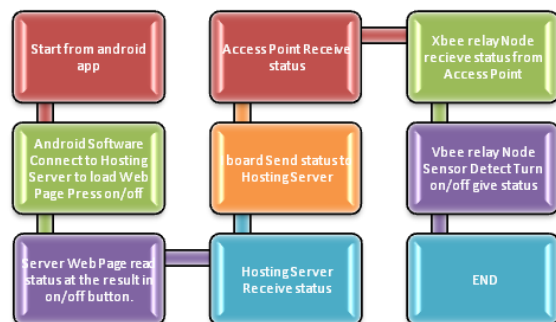 Start from android
app
Android Software
Connect to Hosting
Server to load Web
Page Press on/off
Server Web Page read
status at the result in
on/off button.
Hosting Server
Receive status
board Send status to
Hosting Server
Access Point Receive
status
Xbee relay Node
recieve status from
Access Point
Vbee relay Node
Sensor Detect Turn
on/off give status
END